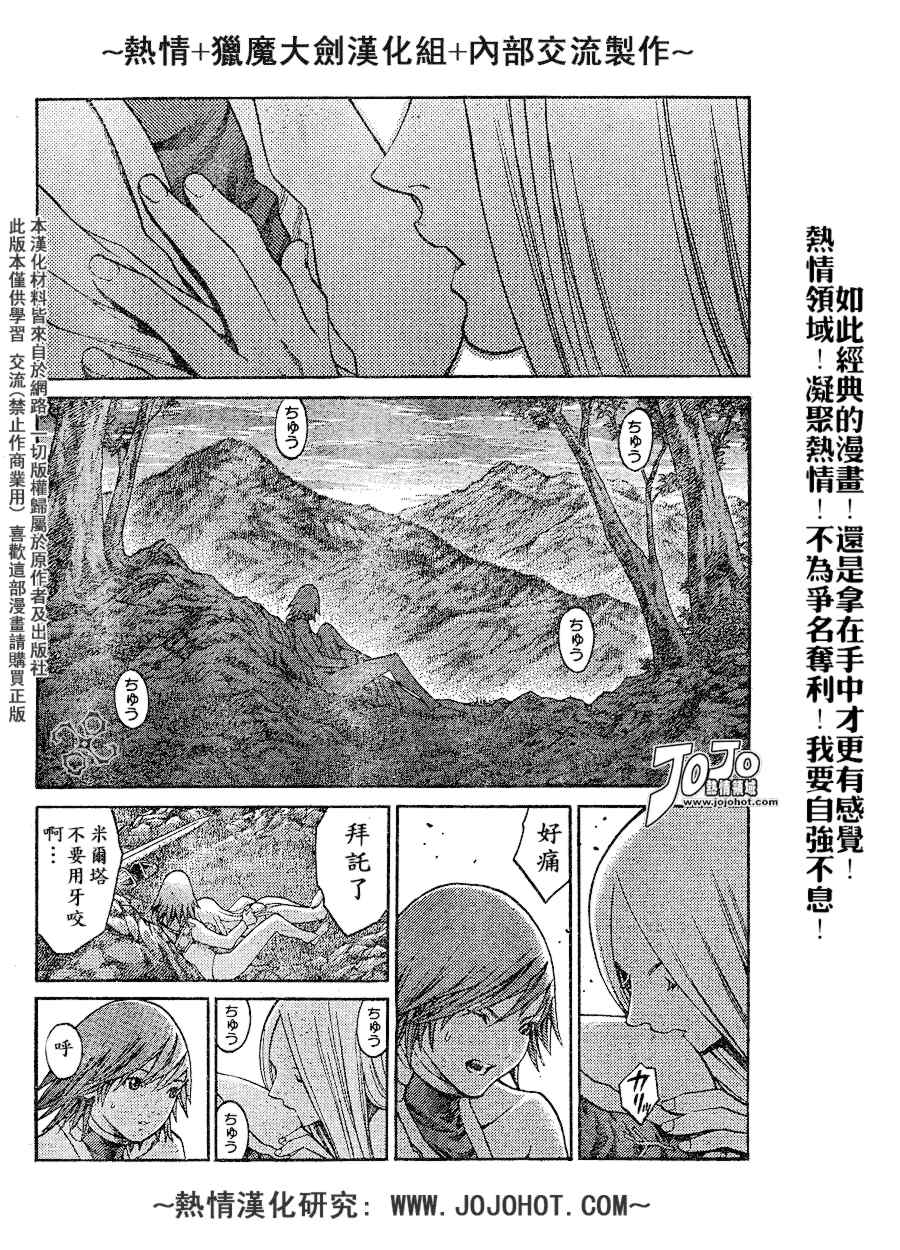 ~熱情+獵魔大劍漢化組+內部交流製作~
如此經典的漫畫！還是拿在手中才更有感覺！
熱情領域！凝聚熱情！不為爭名奪利！我要自強不息！
本漢化材料皆來自於網路 一切版權歸屬於原作者及出版社
此版本僅供學習 交流(禁止作商業用) 喜歡這部漫畫請購買正版
ちゅう
ちゅう
ちゅう
ちゅう
JoJo
熱情領域
www.jojohot.com
カリッ
好痛
拜託了
米爾塔
不要用牙咬
啊…
ちゅう
ちゅう
ちゅう
呼
~熱情漢化研究: WWW.JOJOHOT.COM~